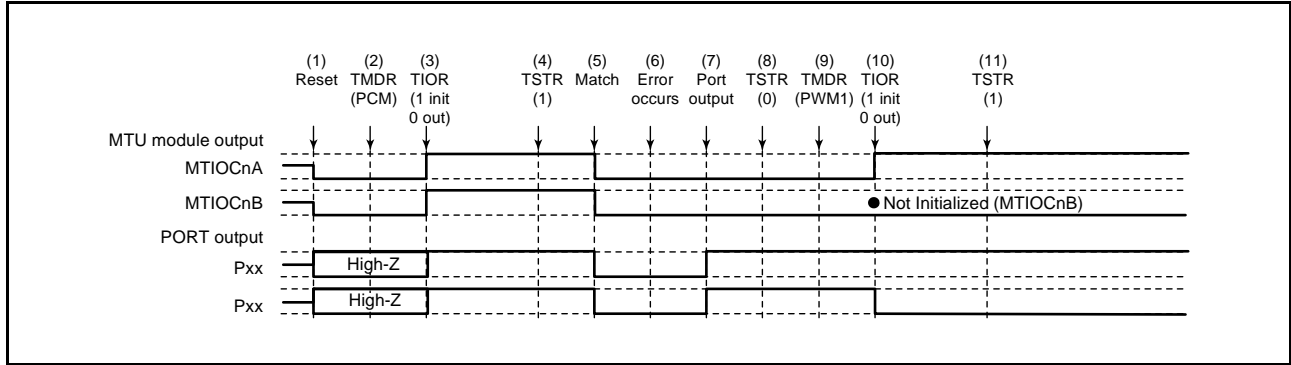 (1) (2) (3) (4) (5) (6) (7) (8) (9) (10) (11)
Reset TMDR TIOR TSTR Match Error Port TSTR TMDR TIOR TSTR
(PCM) (1 init (1) occurs output (0) (PWM1) (1 init (1)
0 out) 0 out)
MTU module output
MTIOCnA
MTIOCnB ● Not Initialized (MTIOCnB)
PORT output
Pxx High-Z
Pxx High-Z